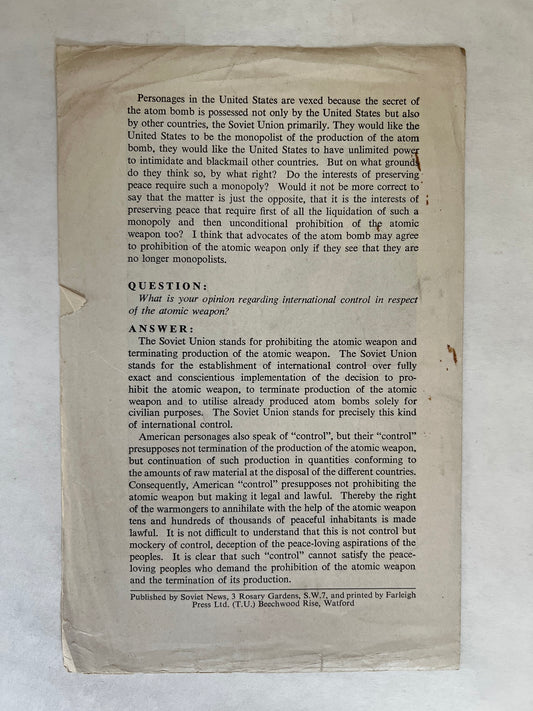 Personages in the United States are vexed because the secret of
the atom bomb is possessed not only by the United States but also
by other countries, the Soviet Union primarily. They would like the
United States to be the monopolist of the production of the atom
bomb, they would like the United States to have unlimited power
to intimidate and blackmail other countries. But on what grounds
do they think so, by what right? Do the interests of preserving
peace require such a monopoly? Would it not be more correct to
say that the matter is just the opposite, that it is the interests of
preserving peace that require first of all the liquidation of such a
monopoly and then unconditional prohibition of the atomic
weapon too? I think that advocates of the atom bomb may agree
to prohibition of the atomic weapon only if they see that they are
no longer monopolists.
QUESTION:
What is your opinion regarding international control in respect
of the atomic weapon?
ANSWER:
The Soviet Union stands for prohibiting the atomic weapon and
terminating production of the atomic weapon. The Soviet Union
stands for the establishment of international control over fully
exact and conscientious implementation of the decision to pro-
hibit the atomic weapon, to terminate production of the atomic
weapon and to utilise already produced atom bombs solely for
civilian purposes. The Soviet Union stands for precisely this kind
of international control.
American personages also speak of "control", but their "control"
presupposes not termination of the production of the atomic weapon,
but continuation of such production in quantities conforming to
the amounts of raw material at the disposal of the different countries.
Consequently, American "control" presupposes not prohibiting the
atomic weapon but making it legal and lawful. Thereby the right
of the warmongers to annihilate with the help of the atomic weapon
tens and hundreds of thousands of peaceful inhabitants is made
lawful. It is not difficult to understand that this is not control but
mockery of control, deception of the peace-loving aspirations of the
peoples. It is clear that such "control" cannot satisfy the peace-
loving peoples who demand the prohibition of the atomic weapon
and the termination of its production.
Published by Soviet News, 3 Rosary Gardens, S.W.7, and printed by Farleigh
Press Ltd. (T.U.) Beechwood Rise, Watford